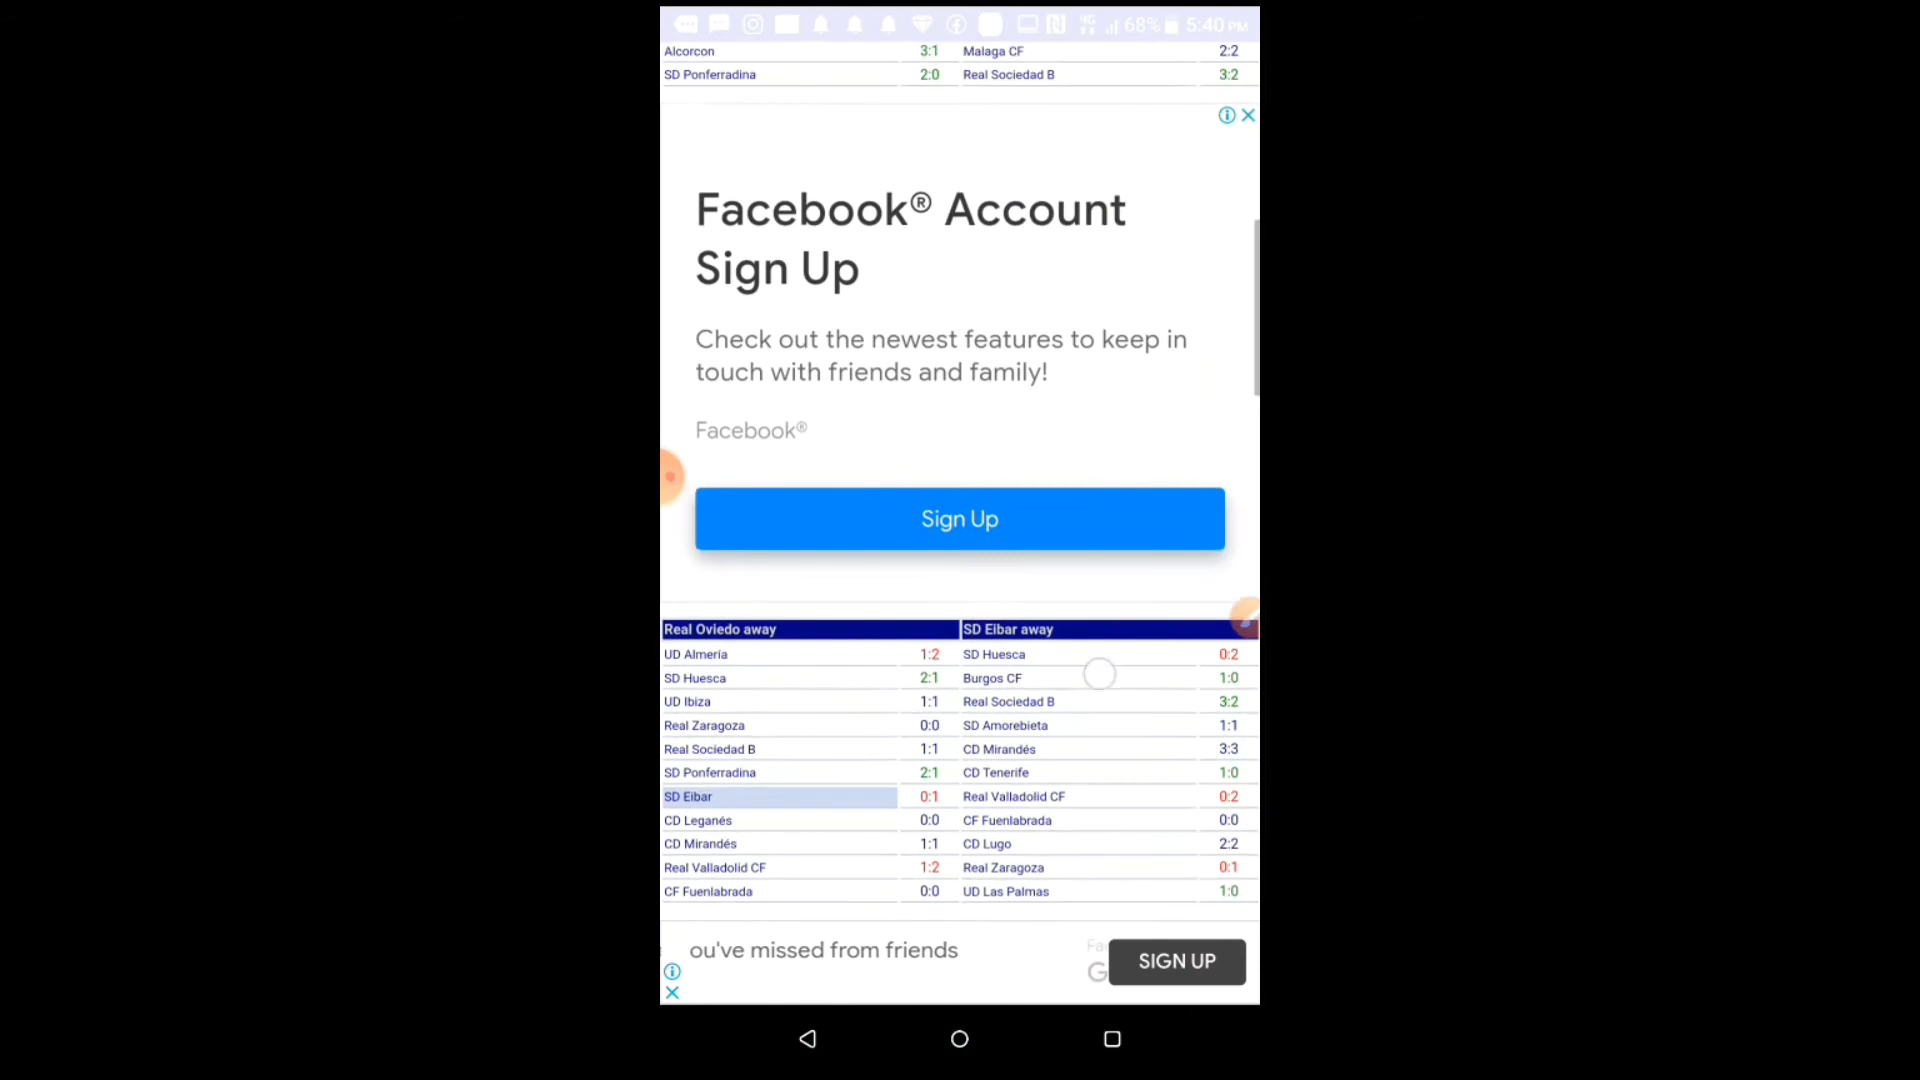 68% 5:40 PM
Alcorcon 3:1 Malaga CF 2:2
SD Ponferradina 2:0 Real Sociedad B 3:2
Facebook® Account
Sign Up
Check out the newest features to keep in
touch with friends and family!
Facebook®
Sign Up
Real Oviedo away SD Eibar away
UD Almería 1:2 SD Huesca 0:2
SD Huesca 2:1 Burgos CF 1:0
UD Ibiza 1:1 Real Sociedad B 3:2
Real Zaragoza 0:0 SD Amorebieta 1:1
Real Sociedad B 1:1 CD Mirandés 3:3
SD Ponferradina 2:1 CD Tenerife 1:0
SD Eibar 0:1 Real Valladolid CF 0:2
CD Leganés 0:0 CF Fuenlabrada 0:0
CD Mirandés 1:1 CD Lugo 2:2
Real Valladolid CF 1:2 Real Zaragoza 0:1
CF Fuenlabrada 0:0 UD Las Palmas 1:0
ou've missed from friends
SIGN UP